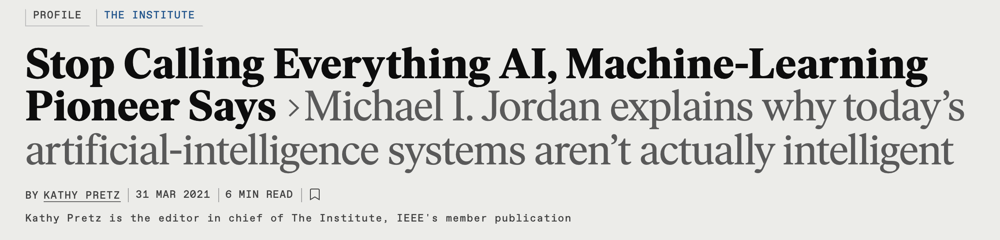 PROFILE THE INSTITUTE
Stop Calling Everything AI, Machine-Learning
Pioneer Says >Michael I. Jordan explains why today’s
artificial-intelligence systems aren’t actually intelligent
BY KATHY PRETZ 31 MAR 2021 6 MIN READ
Kathy Pretz is the editor in chief of The Institute, IEEE's member publication